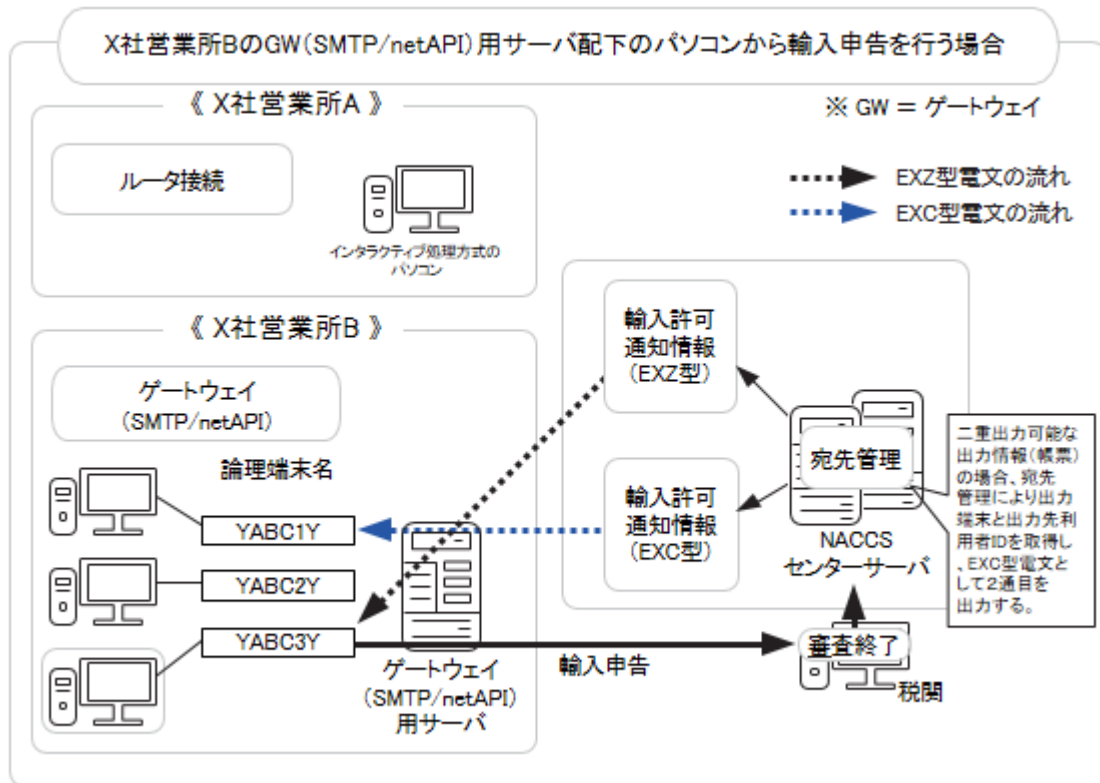 X社営業所BのGW(SMTP/netAPI)用サーバ配下のパソコンから輸入申告を行う場合
《 X社営業所A 》
※ GW = ゲートウェイ
ルータ接続
インタラクティブ処理方式の
パソコン
EXZ型電文の流れ
EXC型電文の流れ
《 X社営業所B 》
ゲートウェイ
(SMTP/netAPI)
論理端末名
YABC1Y
YABC2Y
YABC3Y
ゲートウェイ
(SMTP/netAPI)
用サーバ
輸入許可
通知情報
(EXZ型)
輸入許可
通知情報
(EXC型)
宛先管理
NACCS
センターサーバ
二重出力可能な
出力情報(帳票)
の場合、宛先
管理により出力
端末と出力先利
用者IDを取得し
、EXC型電文と
して2通目を
出力する。
輸入申告
審査終了
税関